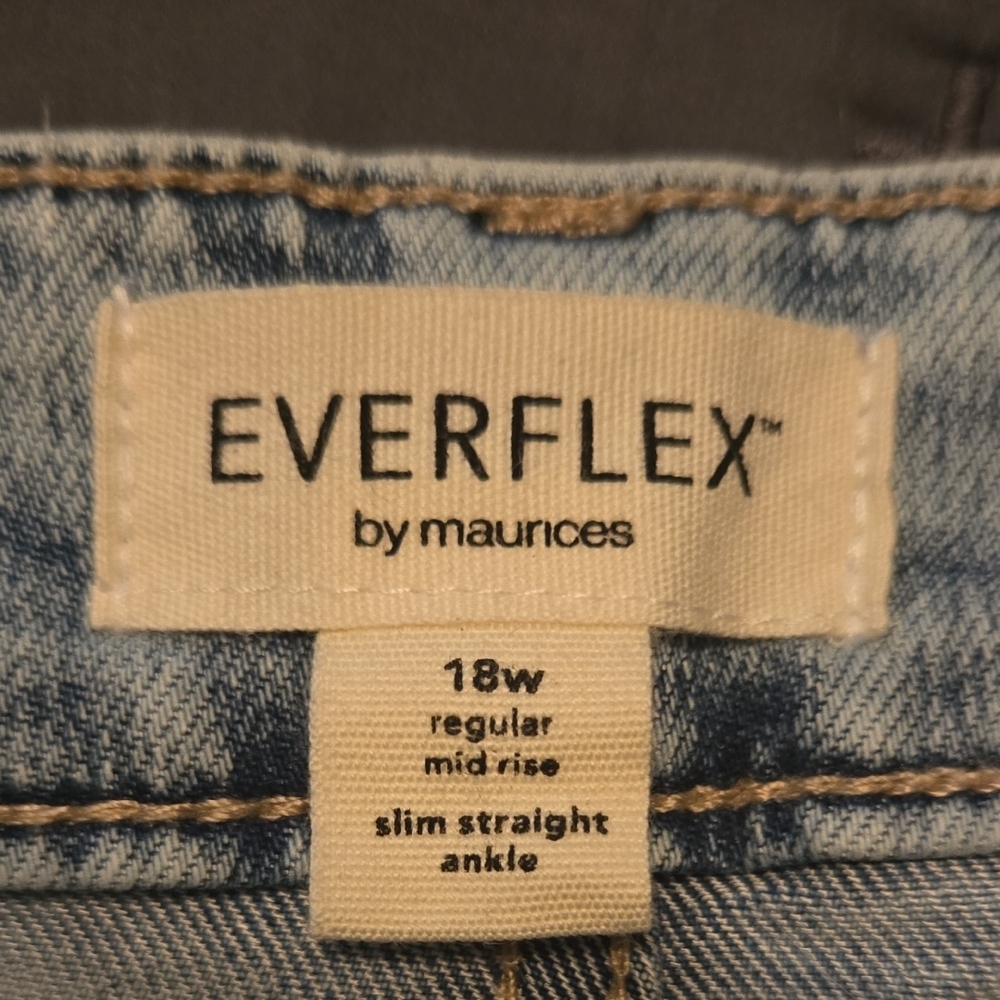 EVERFLEX™
by maurices
18w
regular
mid rise
slim straight
ankle